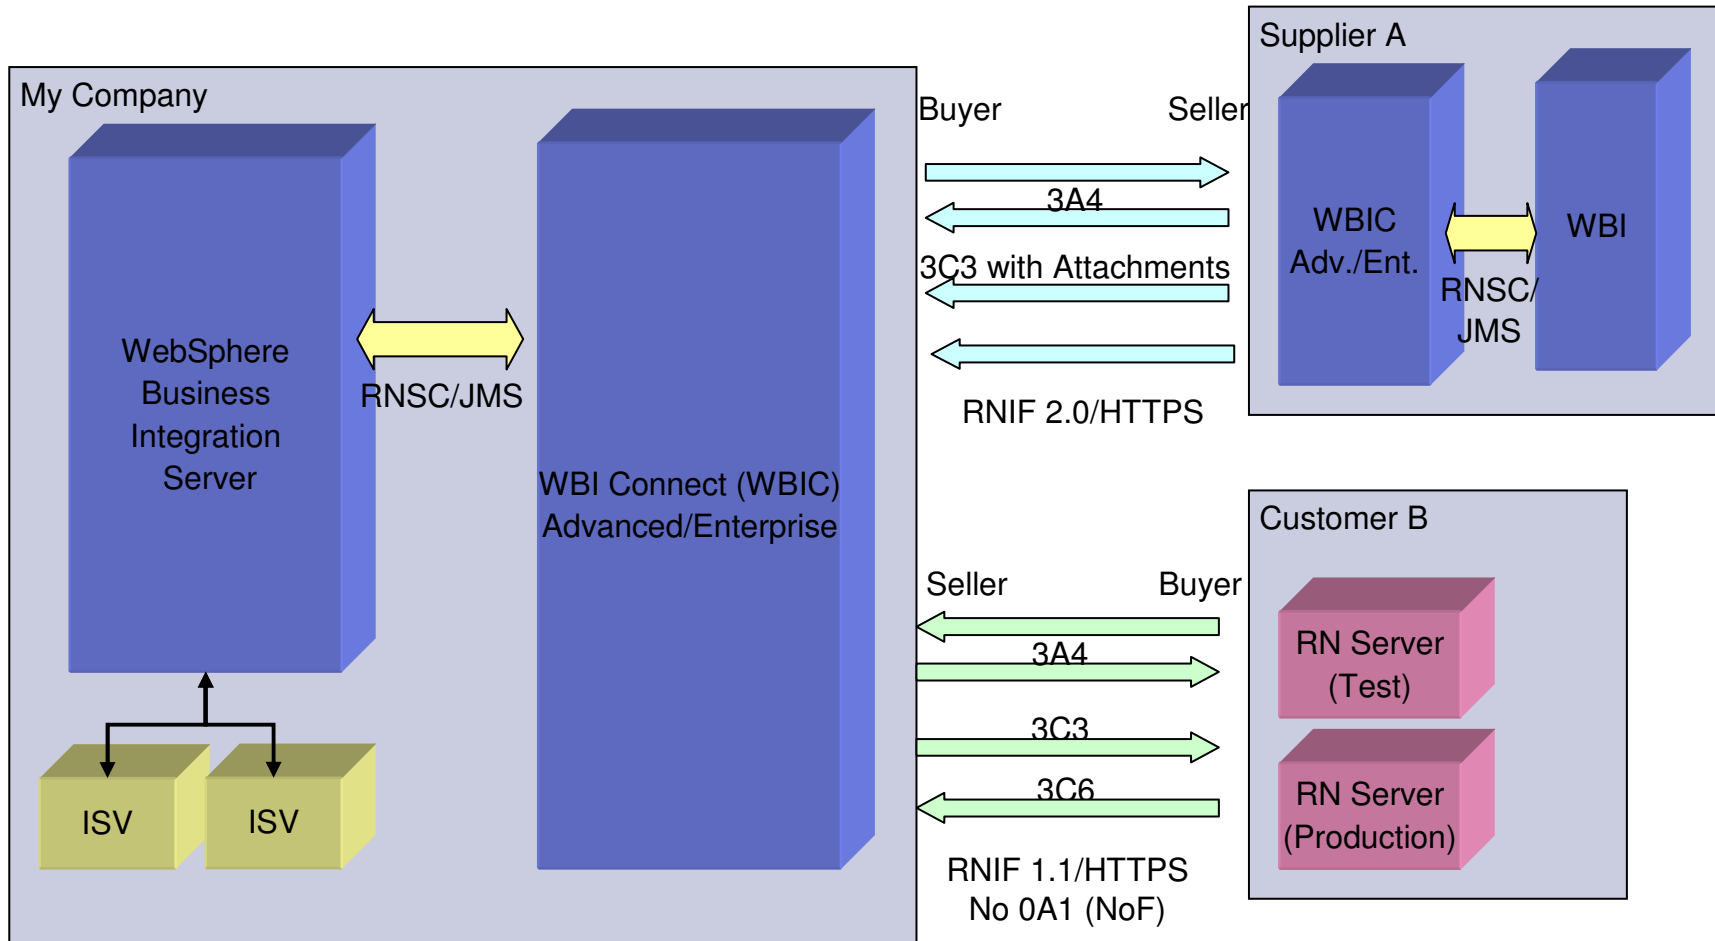 My Company
WebSphere
Business
Integration
Server
RNSC/JMS
WBI Connect (WBIC)
Advanced/Enterprise
ISV
ISV
Buyer
Seller
3A4
3C3 with Attachments
RNIF 2.0/HTTPS
Supplier A
WBIC
Adv./Ent.
RNSC/
JMS
WBI
Seller
Buyer
3A4
3C3
3C6
RNIF 1.1/HTTPS
No 0A1 (NoF)
Customer B
RN Server
(Test)
RN Server
(Production)